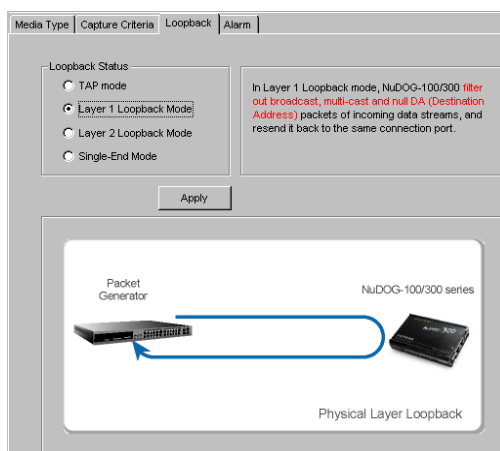 Media Type
Capture Criteria
Loopback
Alarm
Loopback Status
TAP mode
Layer 1 Loopback Mode
Layer 2 Loopback Mode
Single-End Mode
In Layer 1 Loopback mode, NuDOG-100/300 filter
out broadcast, multi-cast and null DA (Destination
Address) packets of incoming data streams, and
resend it back to the same connection port.
Apply
Packet
Generator
NuDOG-100/300 series
300
Physical Layer Loopback